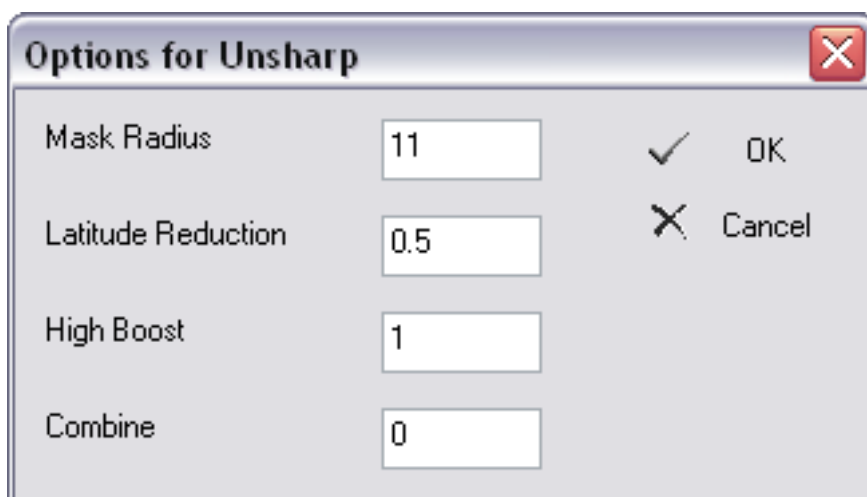 Options for Unsharp
Mask Radius 11 OK
Latitude Reduction 0.5 Cancel
High Boost 1
Combine 0